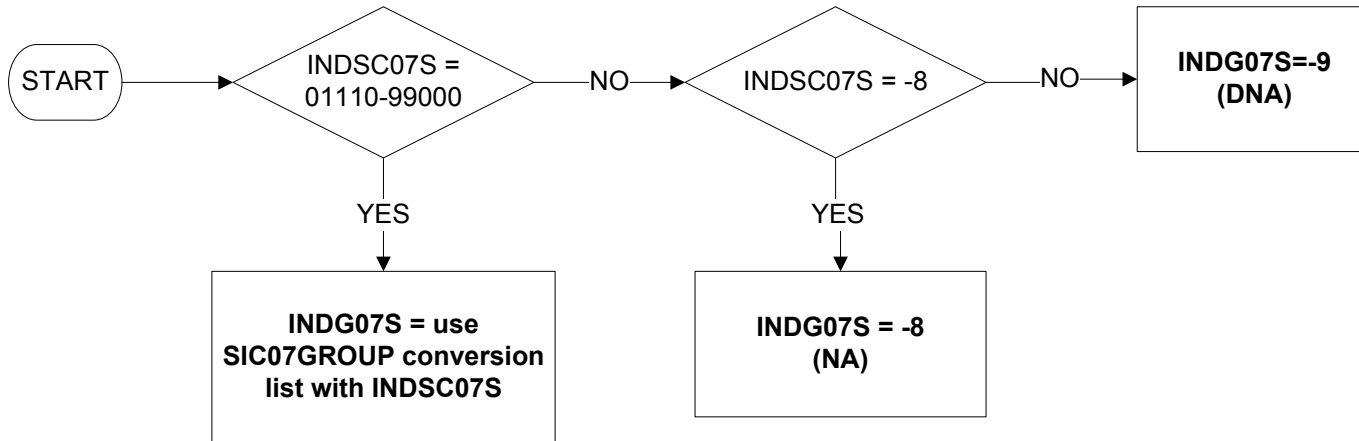 START
INDSC07S =
01110-99000
NO
INDSC07S = -8
NO
INDG07S=-9
(DNA)
YES
YES
INDG07S = use
SIC07GROUP conversion
list with INDSC07S
INDG07S = -8
(NA)